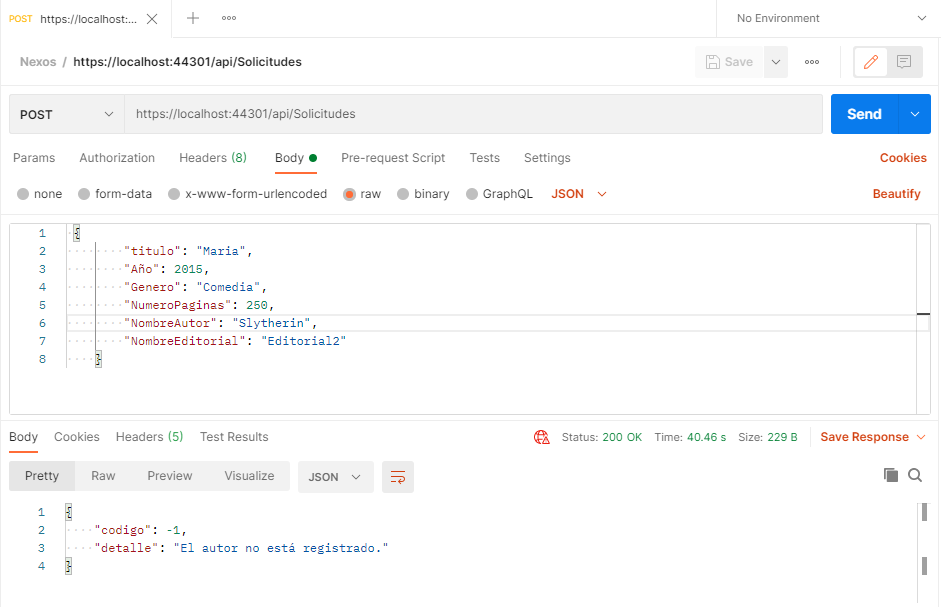 POST https://localhost:...
No Environment
Nexos / https://localhost:44301/api/Solicitudes
Save
POST https://localhost:44301/api/Solicitudes Send
Params Authorization Headers (8) Body Pre-request Script Tests Settings Cookies
none form-data x-www-form-urlencoded raw binary GraphQL JSON Beautify
1 {
2 "titulo": "Maria",
3 "Año": 2015,
4 "Genero": "Comedia",
5 "NumeroPaginas": 250,
6 "NombreAutor": "Slytherin",
7 "NombreEditorial": "Editorial2"
8 }
Body Cookies Headers (5) Test Results Status: 200 OK Time: 40.46 s Size: 229 B Save Response
Pretty Raw Preview Visualize JSON
1 {
2 "codigo": -1,
3 "detalle": "El autor no está registrado."
4 }